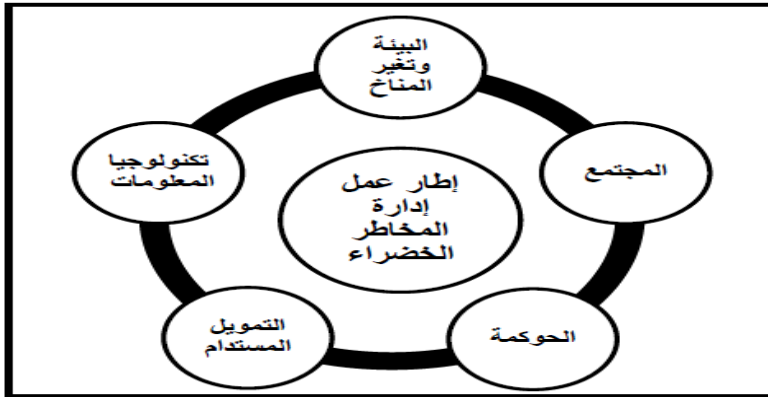 البيئة
وتغير
المناخ
المجتمع
تكنولوجيا
المعلومات
إطار عمل
إدارة
المخاطر
الخضراء
الحوكمة
التمويل
المستدام